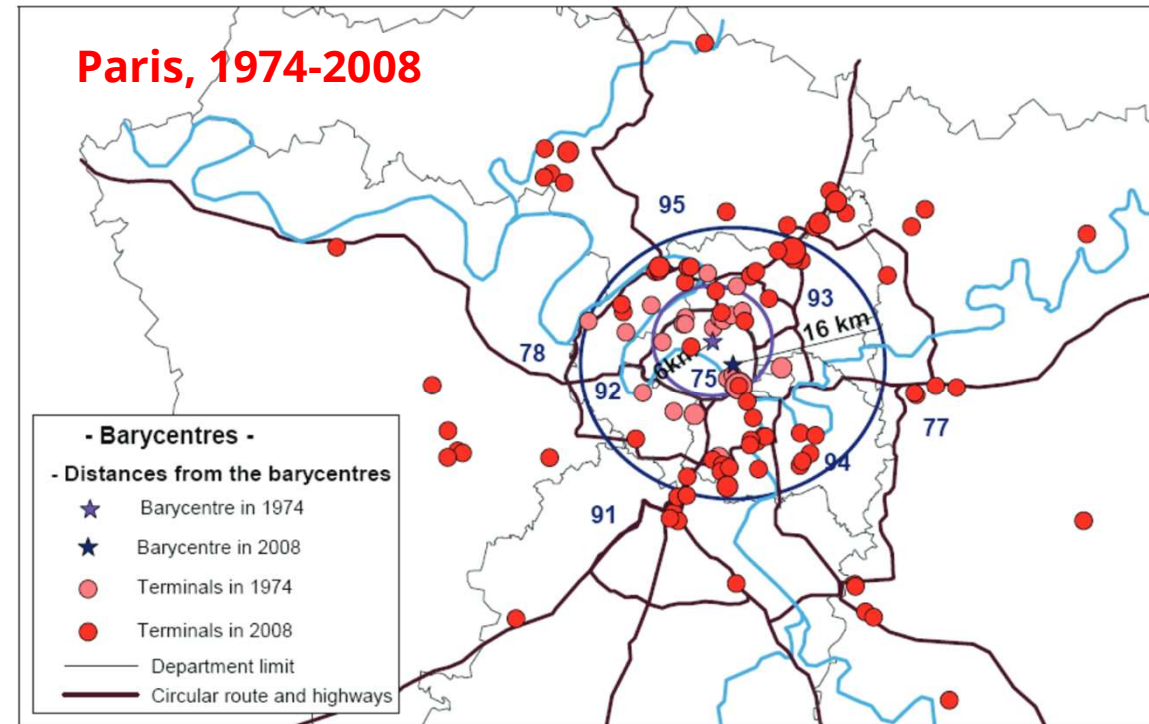 Paris, 1974-2008
95
93
16 km
78
6km
75
92
77
94
91
- Barycentres -
- Distances from the barycentres
Barycentre in 1974
Barycentre in 2008
Terminals in 1974
Terminals in 2008
Department limit
Circular route and highways